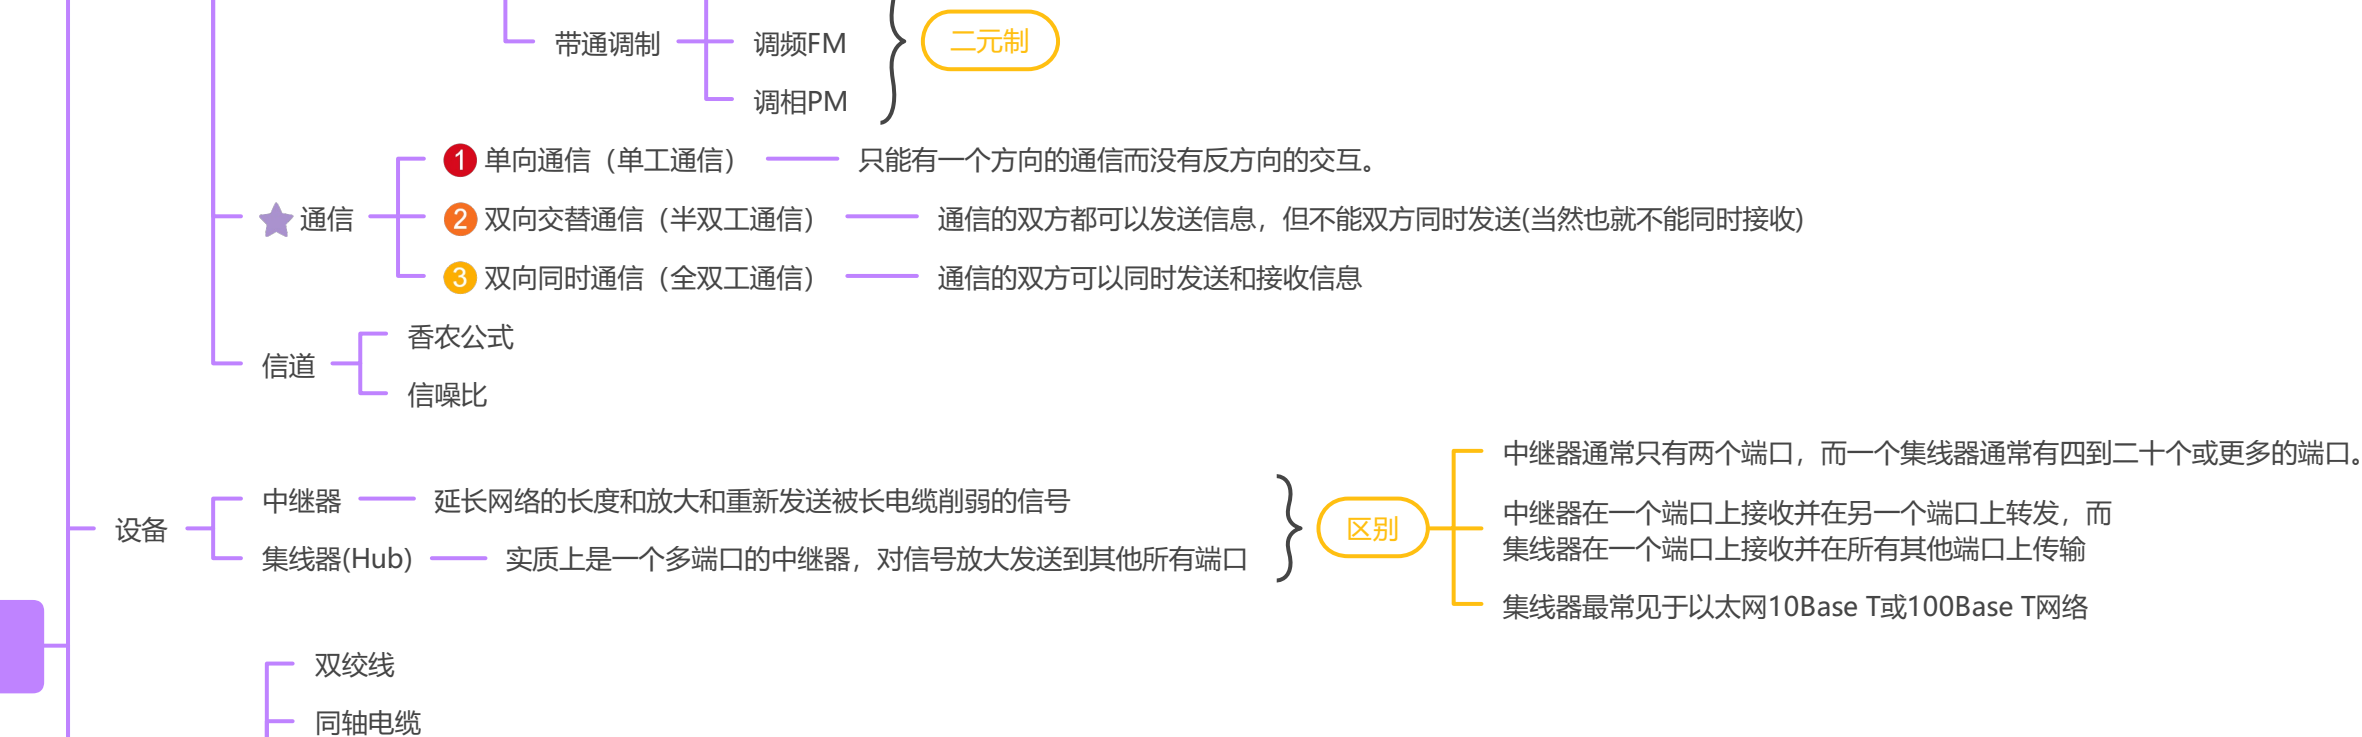 带通调制
调频FM
二元制
调相PM
1 单向通信（单工通信）
只能有一个方向的通信而没有反方向的交互。
通信
2 双向交替通信（半双工通信）
通信的双方都可以发送信息，但不能双方同时发送(当然也就不能同时接收)
3 双向同时通信（全双工通信）
通信的双方可以同时发送和接收信息
信道
香农公式
信噪比
设备
中继器
延长网络的长度和放大和重新发送被长电缆削弱的信号
集线器(Hub)
实质上是一个多端口的中继器，对信号放大发送到其他所有端口
区别
中继器通常只有两个端口，而一个集线器通常有四到二十个或更多的端口。
中继器在一个端口上接收并在另一个端口上转发，而
集线器在一个端口上接收并在所有其他端口上传输
集线器最常见于以太网10Base T或100Base T网络
双绞线
同轴电缆